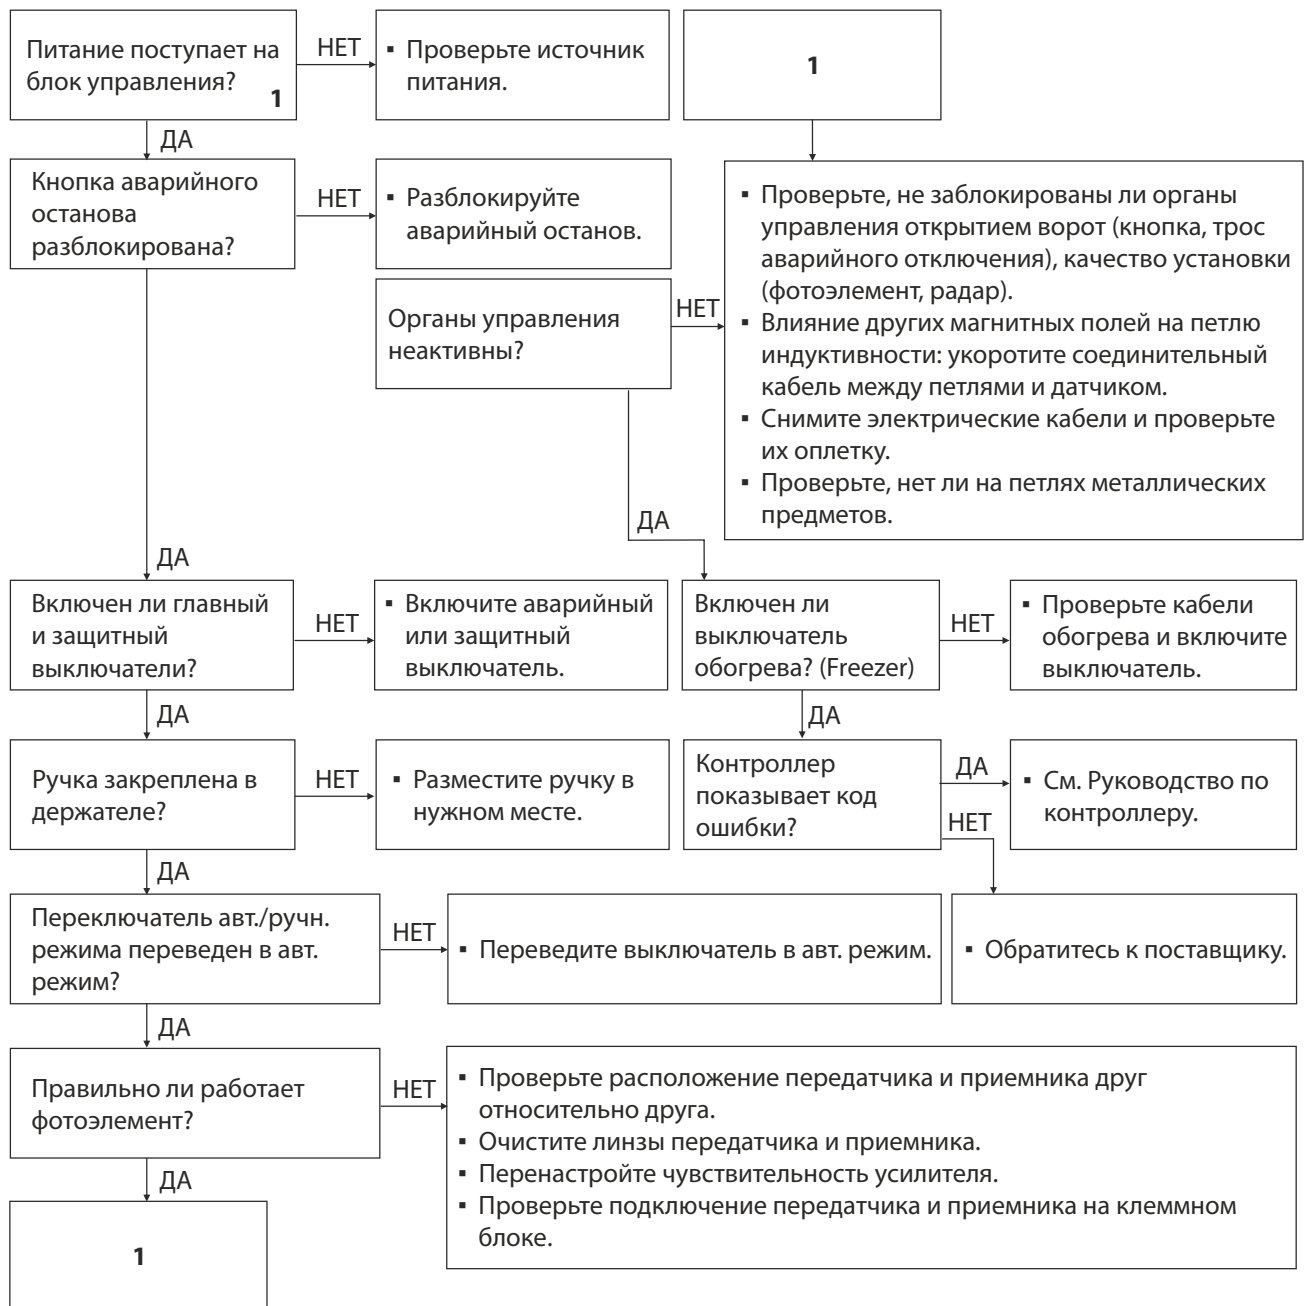 Питание поступает на
блок управления?
1
НЕТ
▪ Проверьте источник
питания.
ДА
Кнопка аварийного
останова
разблокирована?
НЕТ
▪ Разблокируйте
аварийный останов.
ДА
Включен ли главный
и защитный
выключатели?
НЕТ
▪ Включите аварийный
или защитный
выключатель.
ДА
Ручка закреплена в
держателе?
НЕТ
▪ Разместите ручку в
нужном месте.
ДА
Переключатель авт./ручн.
режима переведен в авт.
режим?
НЕТ
▪ Переведите выключатель в авт. режим.
ДА
Правильно ли работает
фотоэлемент?
НЕТ
▪ Проверьте расположение передатчика и приемника друг
относительно друга.
▪ Очистите линзы передатчика и приемника.
▪ Перенастройте чувствительность усилителя.
▪ Проверьте подключение передатчика и приемника на клеммном
блоке.
ДА
1
1
Органы управления
неактивны?
НЕТ
▪ Проверьте, не заблокированы ли органы
управления открытием ворот (кнопка, трос
аварийного отключения), качество установки
(фотоэлемент, радар).
▪ Влияние других магнитных полей на петлю
индуктивности: укоротите соединительный
кабель между петлями и датчиком.
▪ Снимите электрические кабели и проверьте
их оплетку.
▪ Проверьте, нет ли на петлях металлических
предметов.
ДА
Включен ли
выключатель
обогрева? (Freezer)
НЕТ
▪ Проверьте кабели
обогрева и включите
выключатель.
ДА
Контроллер
показывает код
ошибки?
ДА
▪ См. Руководство по
контроллеру.
НЕТ
▪ Обратитесь к поставщику.